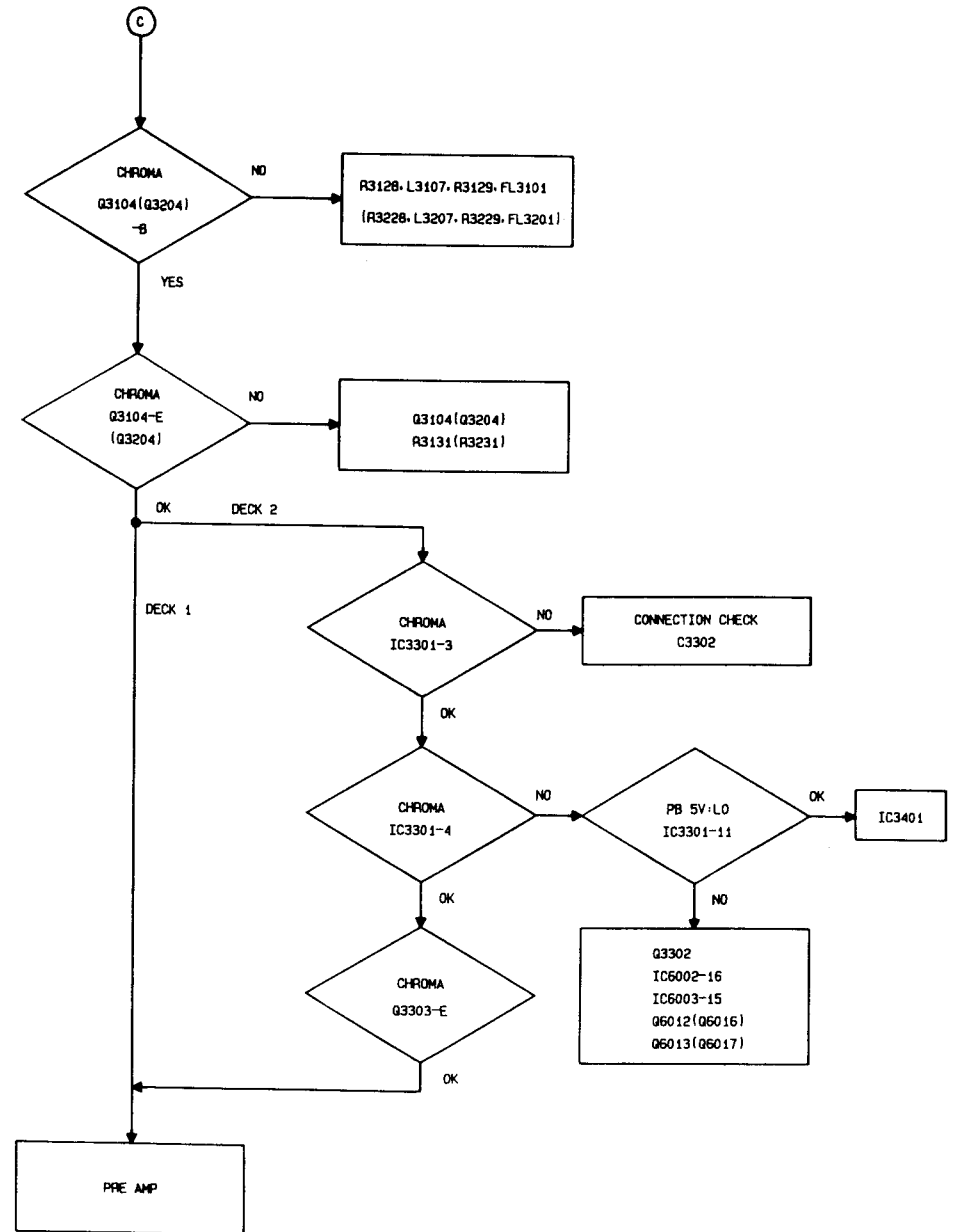 C
CHROMA
Q3104(Q3204)
-B
NO
R3128, L3107, R3129, FL3101
(R3228, L3207, R3229, FL3201)
YES
CHROMA
Q3104-E
(Q3204)
NO
Q3104(Q3204)
R3131(R3231)
OK
DECK 2
DECK 1
CHROMA
IC3301-3
NO
CONNECTION CHECK
C3302
OK
CHROMA
IC3301-4
NO
PB 5V:LO
IC3301-11
OK
IC3401
OK
NO
CHROMA
Q3303-E
Q3302
IC6002-16
IC6003-15
Q6012(Q6016)
Q6013(Q6017)
OK
PRE AMP